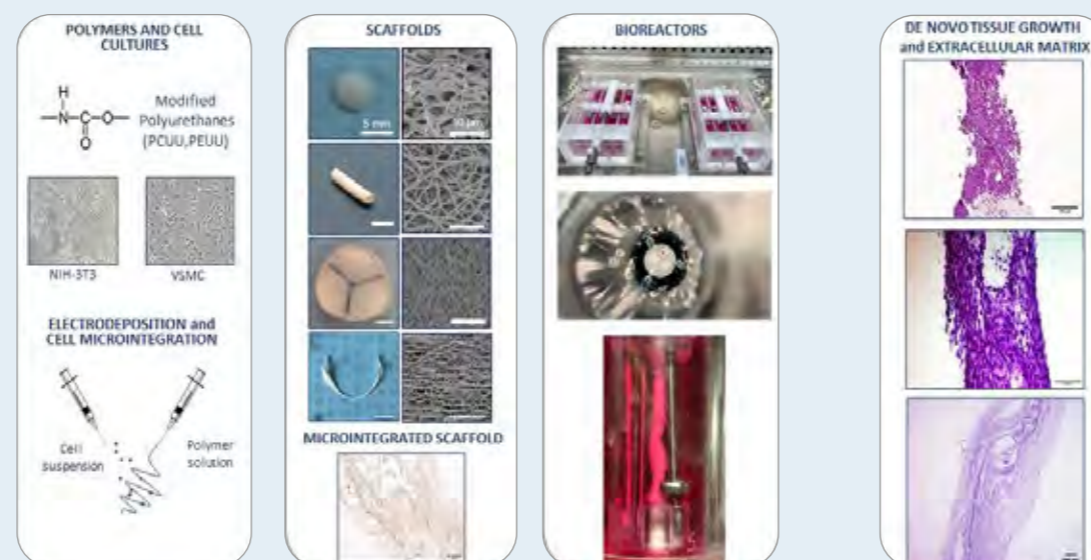 POLYMERS AND CELL
CULTURES
H
N C O
O
Modified
Polyurethanes
(PCUU,PEUU)
NIH-3T3
VSMC
ELECTRODEPOSITION and
CELL MICROINTEGRATION
Cell
suspension
Polymer
solution
SCAFFOLDS
5 mm
MICROINTEGRATED SCAFFOLD
BIOREACTORS
DE NOVO TISSUE GROWTH
and EXTRACELLULAR MATRIX